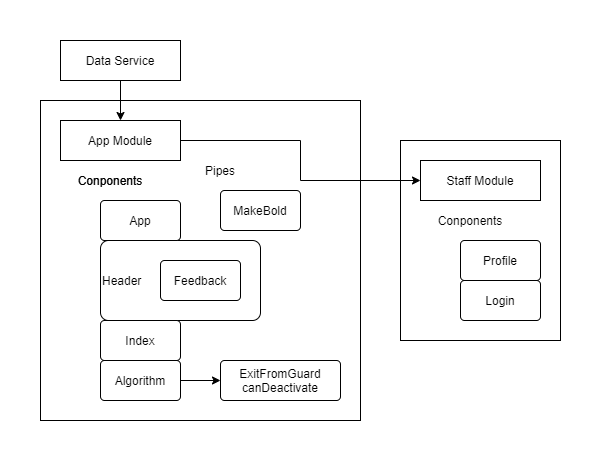 Data Service
App Module
Pipes
Conponents
MakeBold
App
Header
Feedback
Index
Algorithm
ExitFromGuard
canDeactivate
Staff Module
Conponents
Profile
Login